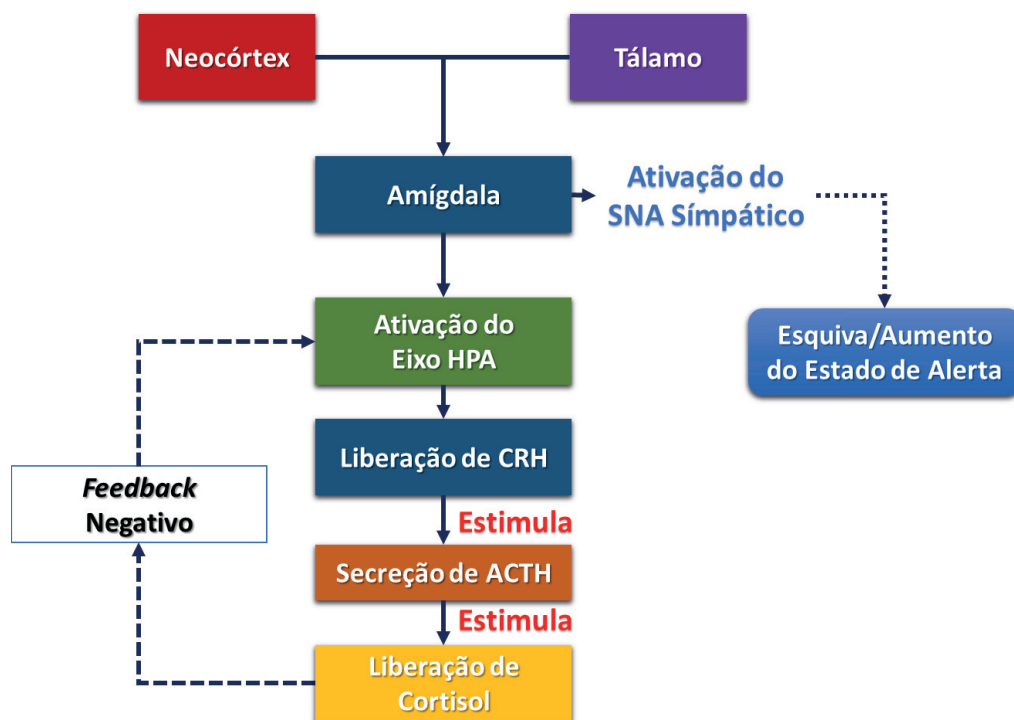 Neocórtex
Tálamo
Amígdala
Ativação do
SNA Símpático
Ativação do
Eixo HPA
Esquiva/Aumento
do Estado de Alerta
Liberação de CRH
Feedback
Negativo
Estimula
Secreção de ACTH
Estimula
Liberação de
Cortisol